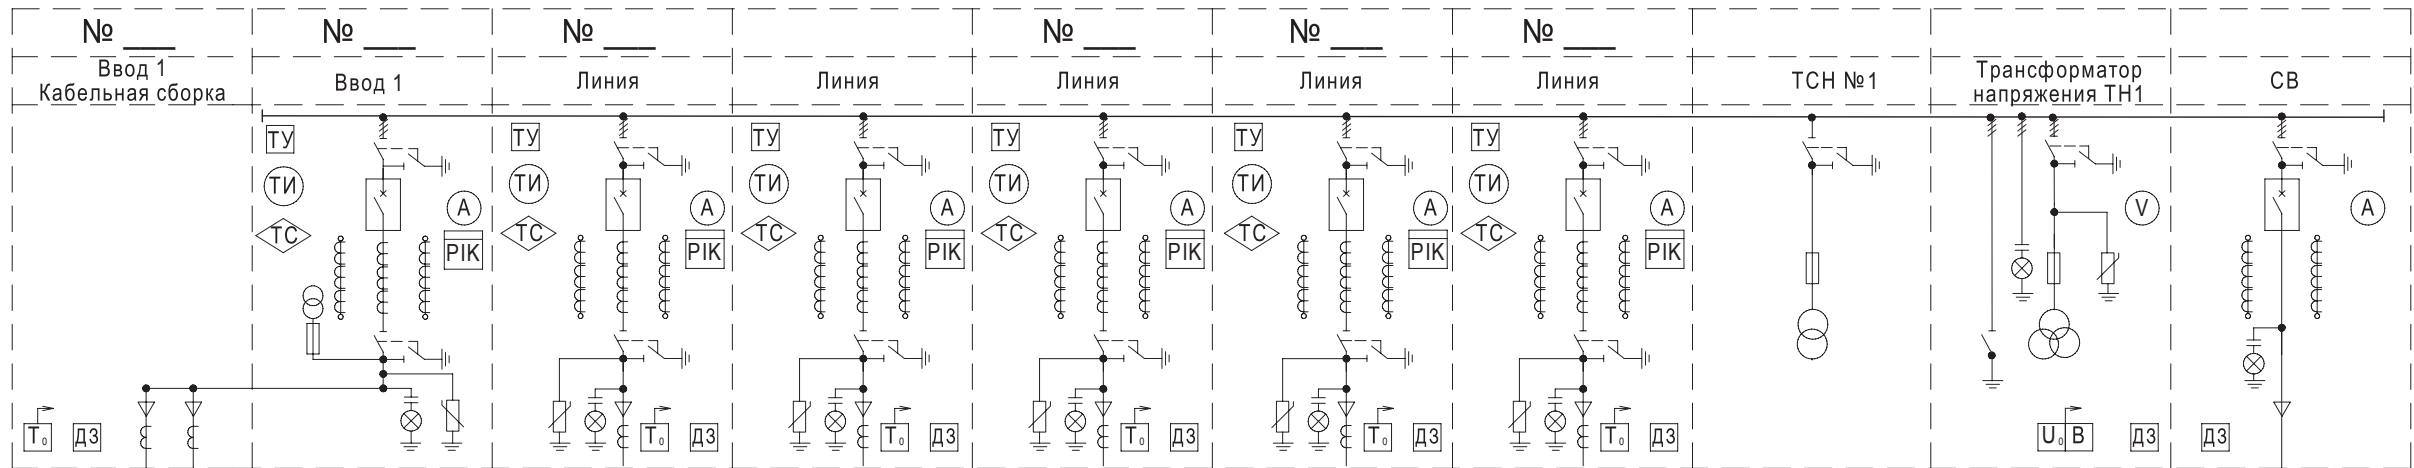 № ___
№ ___
№ ___
№ ___
№ ___
№ ___
Ввод 1
Кабельная сборка
Ввод 1
Линия
Линия
Линия
Линия
Линия
ТСН №1
Трансформатор
напряжения ТН1
СВ
ТУ
ТУ
ТУ
ТУ
ТУ
ТУ
ТИ
ТИ
ТИ
ТИ
ТИ
ТИ
А
А
А
А
А
А
V
А
ТС
ТС
ТС
ТС
ТС
ТС
PIK
PIK
PIK
PIK
PIK
PIK
T₀
ДЗ
T₀
ДЗ
T₀
ДЗ
T₀
ДЗ
T₀
ДЗ
T₀
ДЗ
U₀ В
ДЗ
ДЗ